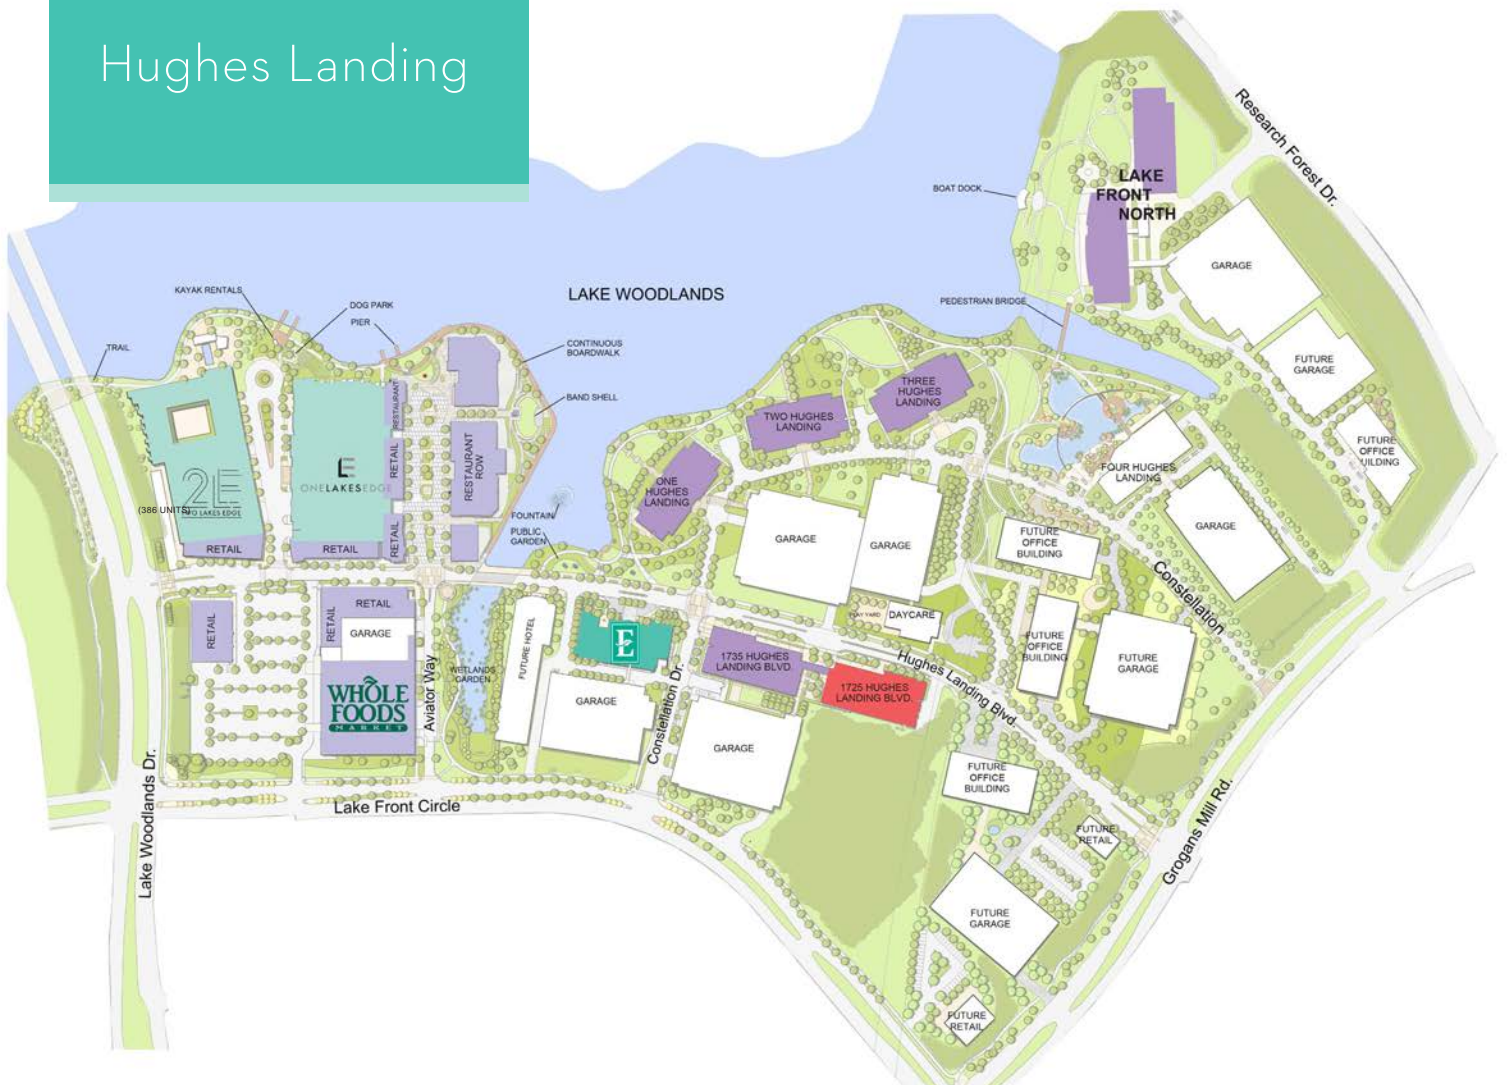 Hughes Landing
Research Forest Dr.
LAKE
FRONT
NORTH
BOAT DOCK
GARAGE
KAYAK RENTALS
LAKE WOODLANDS
DOG PARK
PIER
PEDESTRIAN BRIDGE
TRAIL
CONTINUOUS
BOARDWALK
FUTURE
GARAGE
BAND SHELL
RESTAURANT
THREE
HUGHES
LANDING
TWO HUGHES
LANDING
RESTAURANT
ROW
RETAIL
FUTURE
OFFICE
UILDING
FOUR HUGHES
LANDING
ONE
HUGHES
LANDING
LE
ONELAKESEDGE
2LE
TWO LAKES EDGE
(386 UNITS)
FOUNTAIN
PUBLIC
GARDEN
GARAGE
GARAGE
GARAGE
FUTURE
OFFICE
BUILDING
RETAIL
RETAIL
RETAIL
Constellation
RETAIL
RETAIL
RETAIL
GARAGE
PLAY YARD
DAYCARE
FUTURE HOTEL
E
WETLANDS
GARDEN
1735 HUGHES
LANDING BLVD.
1725 HUGHES
LANDING BLVD.
Hughes Landing Blvd.
FUTURE
OFFICE
BUILDING
FUTURE
GARAGE
WHOLE
FOODS
MARKET
Aviator Way
GARAGE
Constellation Dr.
GARAGE
FUTURE
OFFICE
BUILDING
Lake Woodlands Dr.
Lake Front Circle
FUTURE
RETAIL
Grogans Mill Rd.
FUTURE
GARAGE
FUTURE
RETAIL